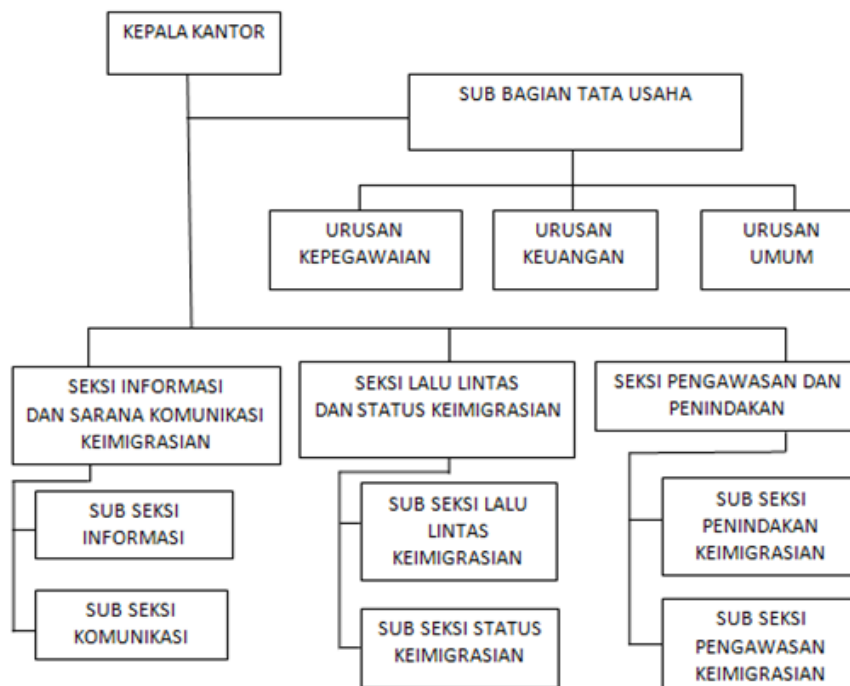 KEPALA KANTOR
SUB BAGIAN TATA USAHA
URUSAN
KEPEGAWAIAN
URUSAN
KEUANGAN
URUSAN
UMUM
SEKSI INFORMASI
DAN SARANA KOMUNIKASI
KEIMIGRASIAN
SEKSI LALU LINTAS
DAN STATUS KEIMIGRASIAN
SEKSI PENGAWASAN DAN
PENINDAKAN
SUB SEKSI
INFORMASI
SUB SEKSI LALU
LINTAS
KEIMIGRASIAN
SUB SEKSI
PENINDAKAN
KEIMIGRASIAN
SUB SEKSI
KOMUNIKASI
SUB SEKSI STATUS
KEIMIGRASIAN
SUB SEKSI
PENGAWASAN
KEIMIGRASIAN